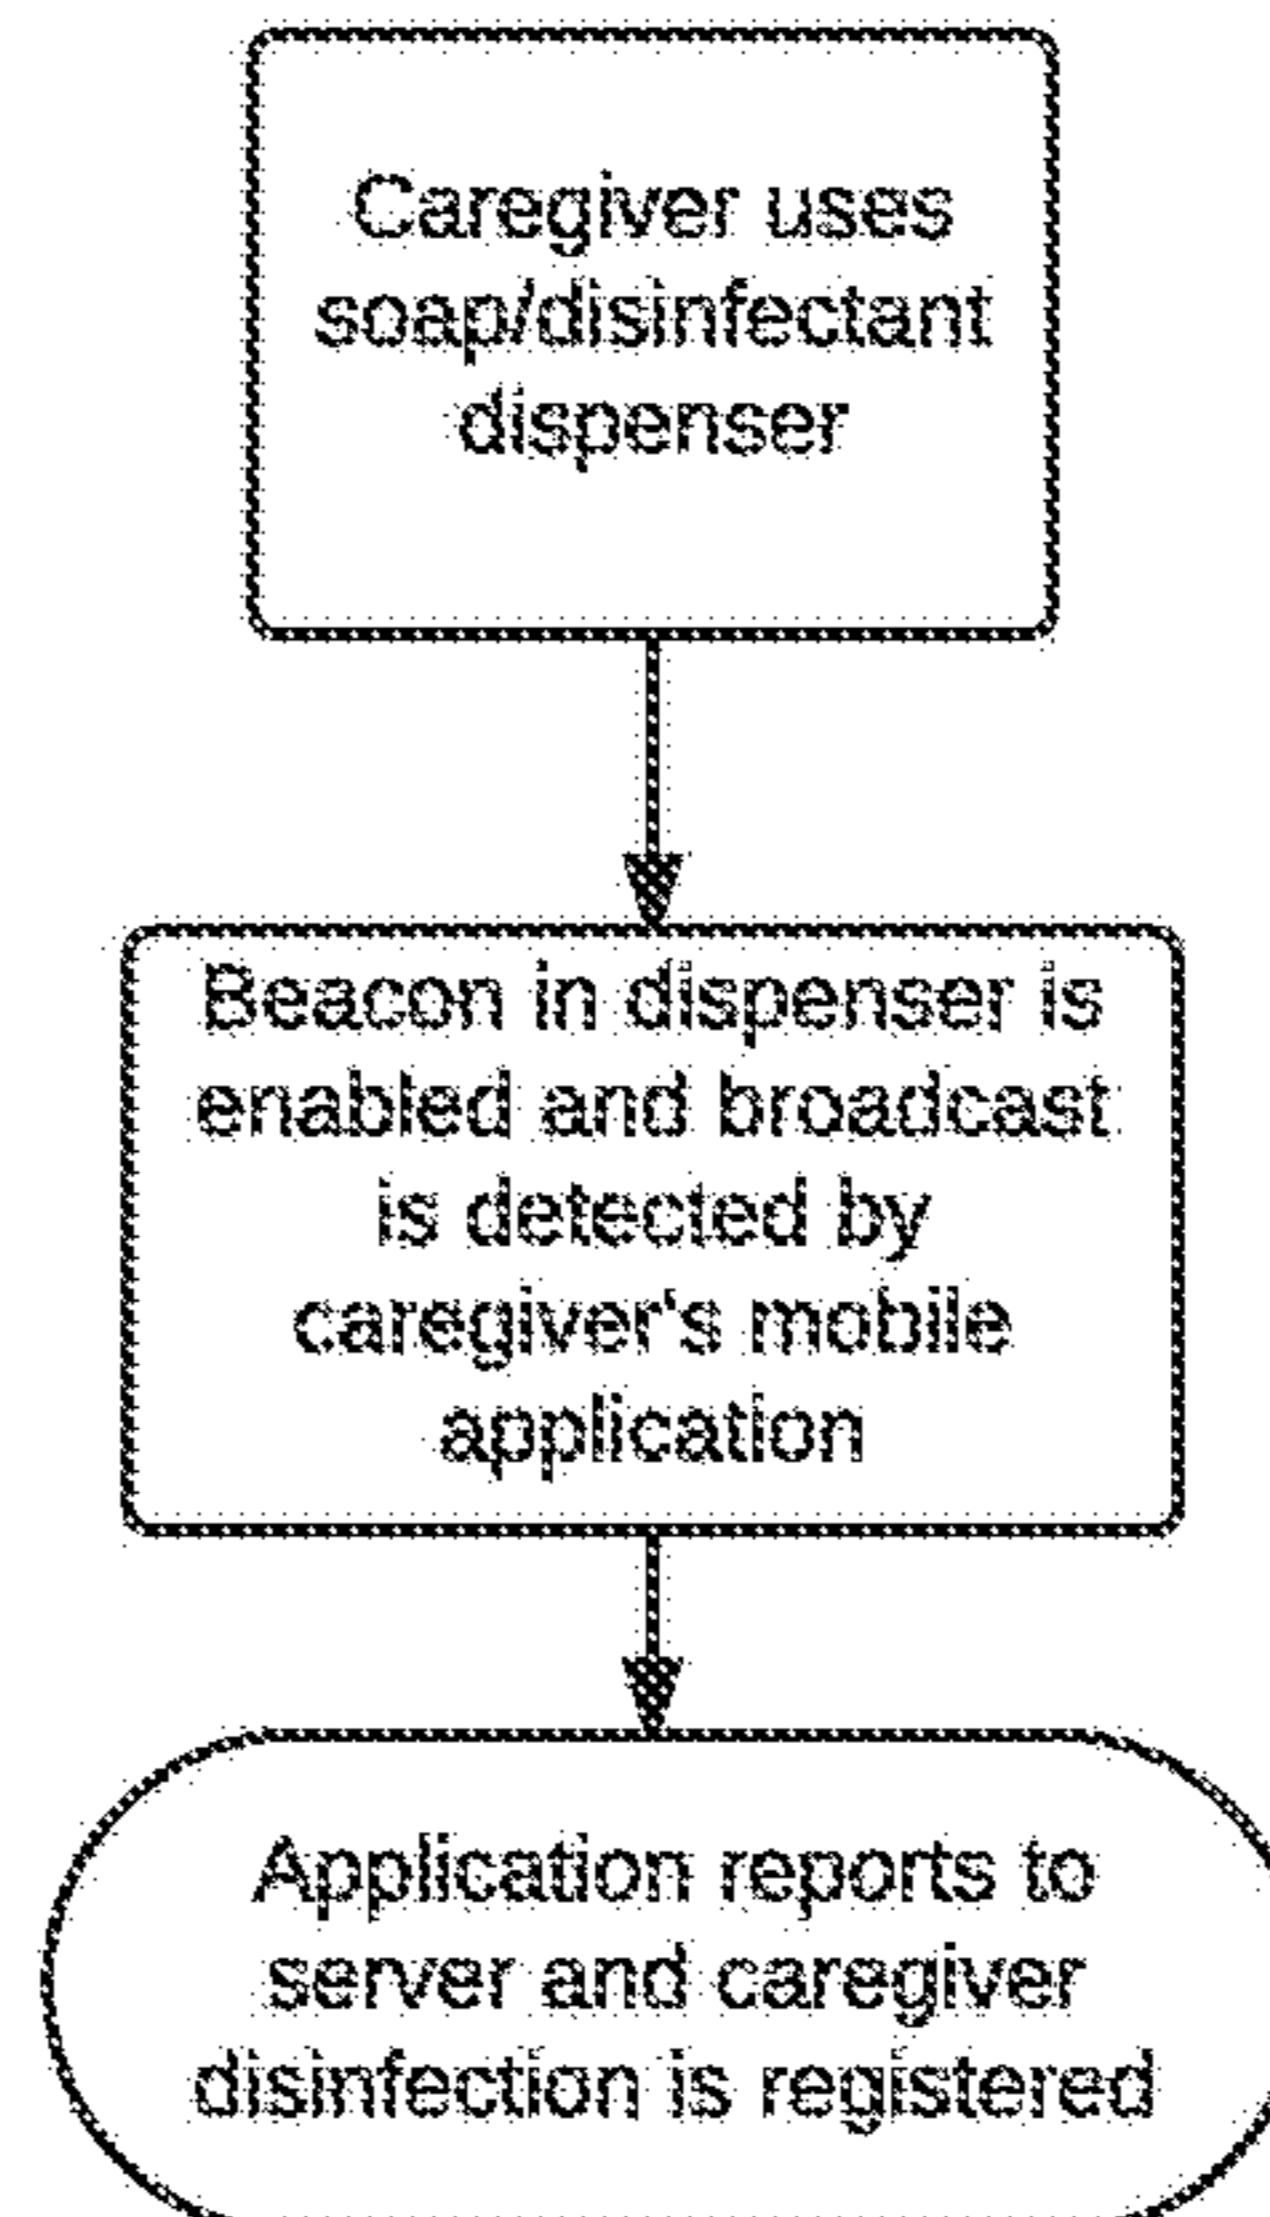 Caregiver uses
soap/disinfectant
dispenser
Beacon in dispenser is
enabled and broadcast
is detected by
caregiver's mobile
application
Application reports to
server and caregiver
disinfection is registered